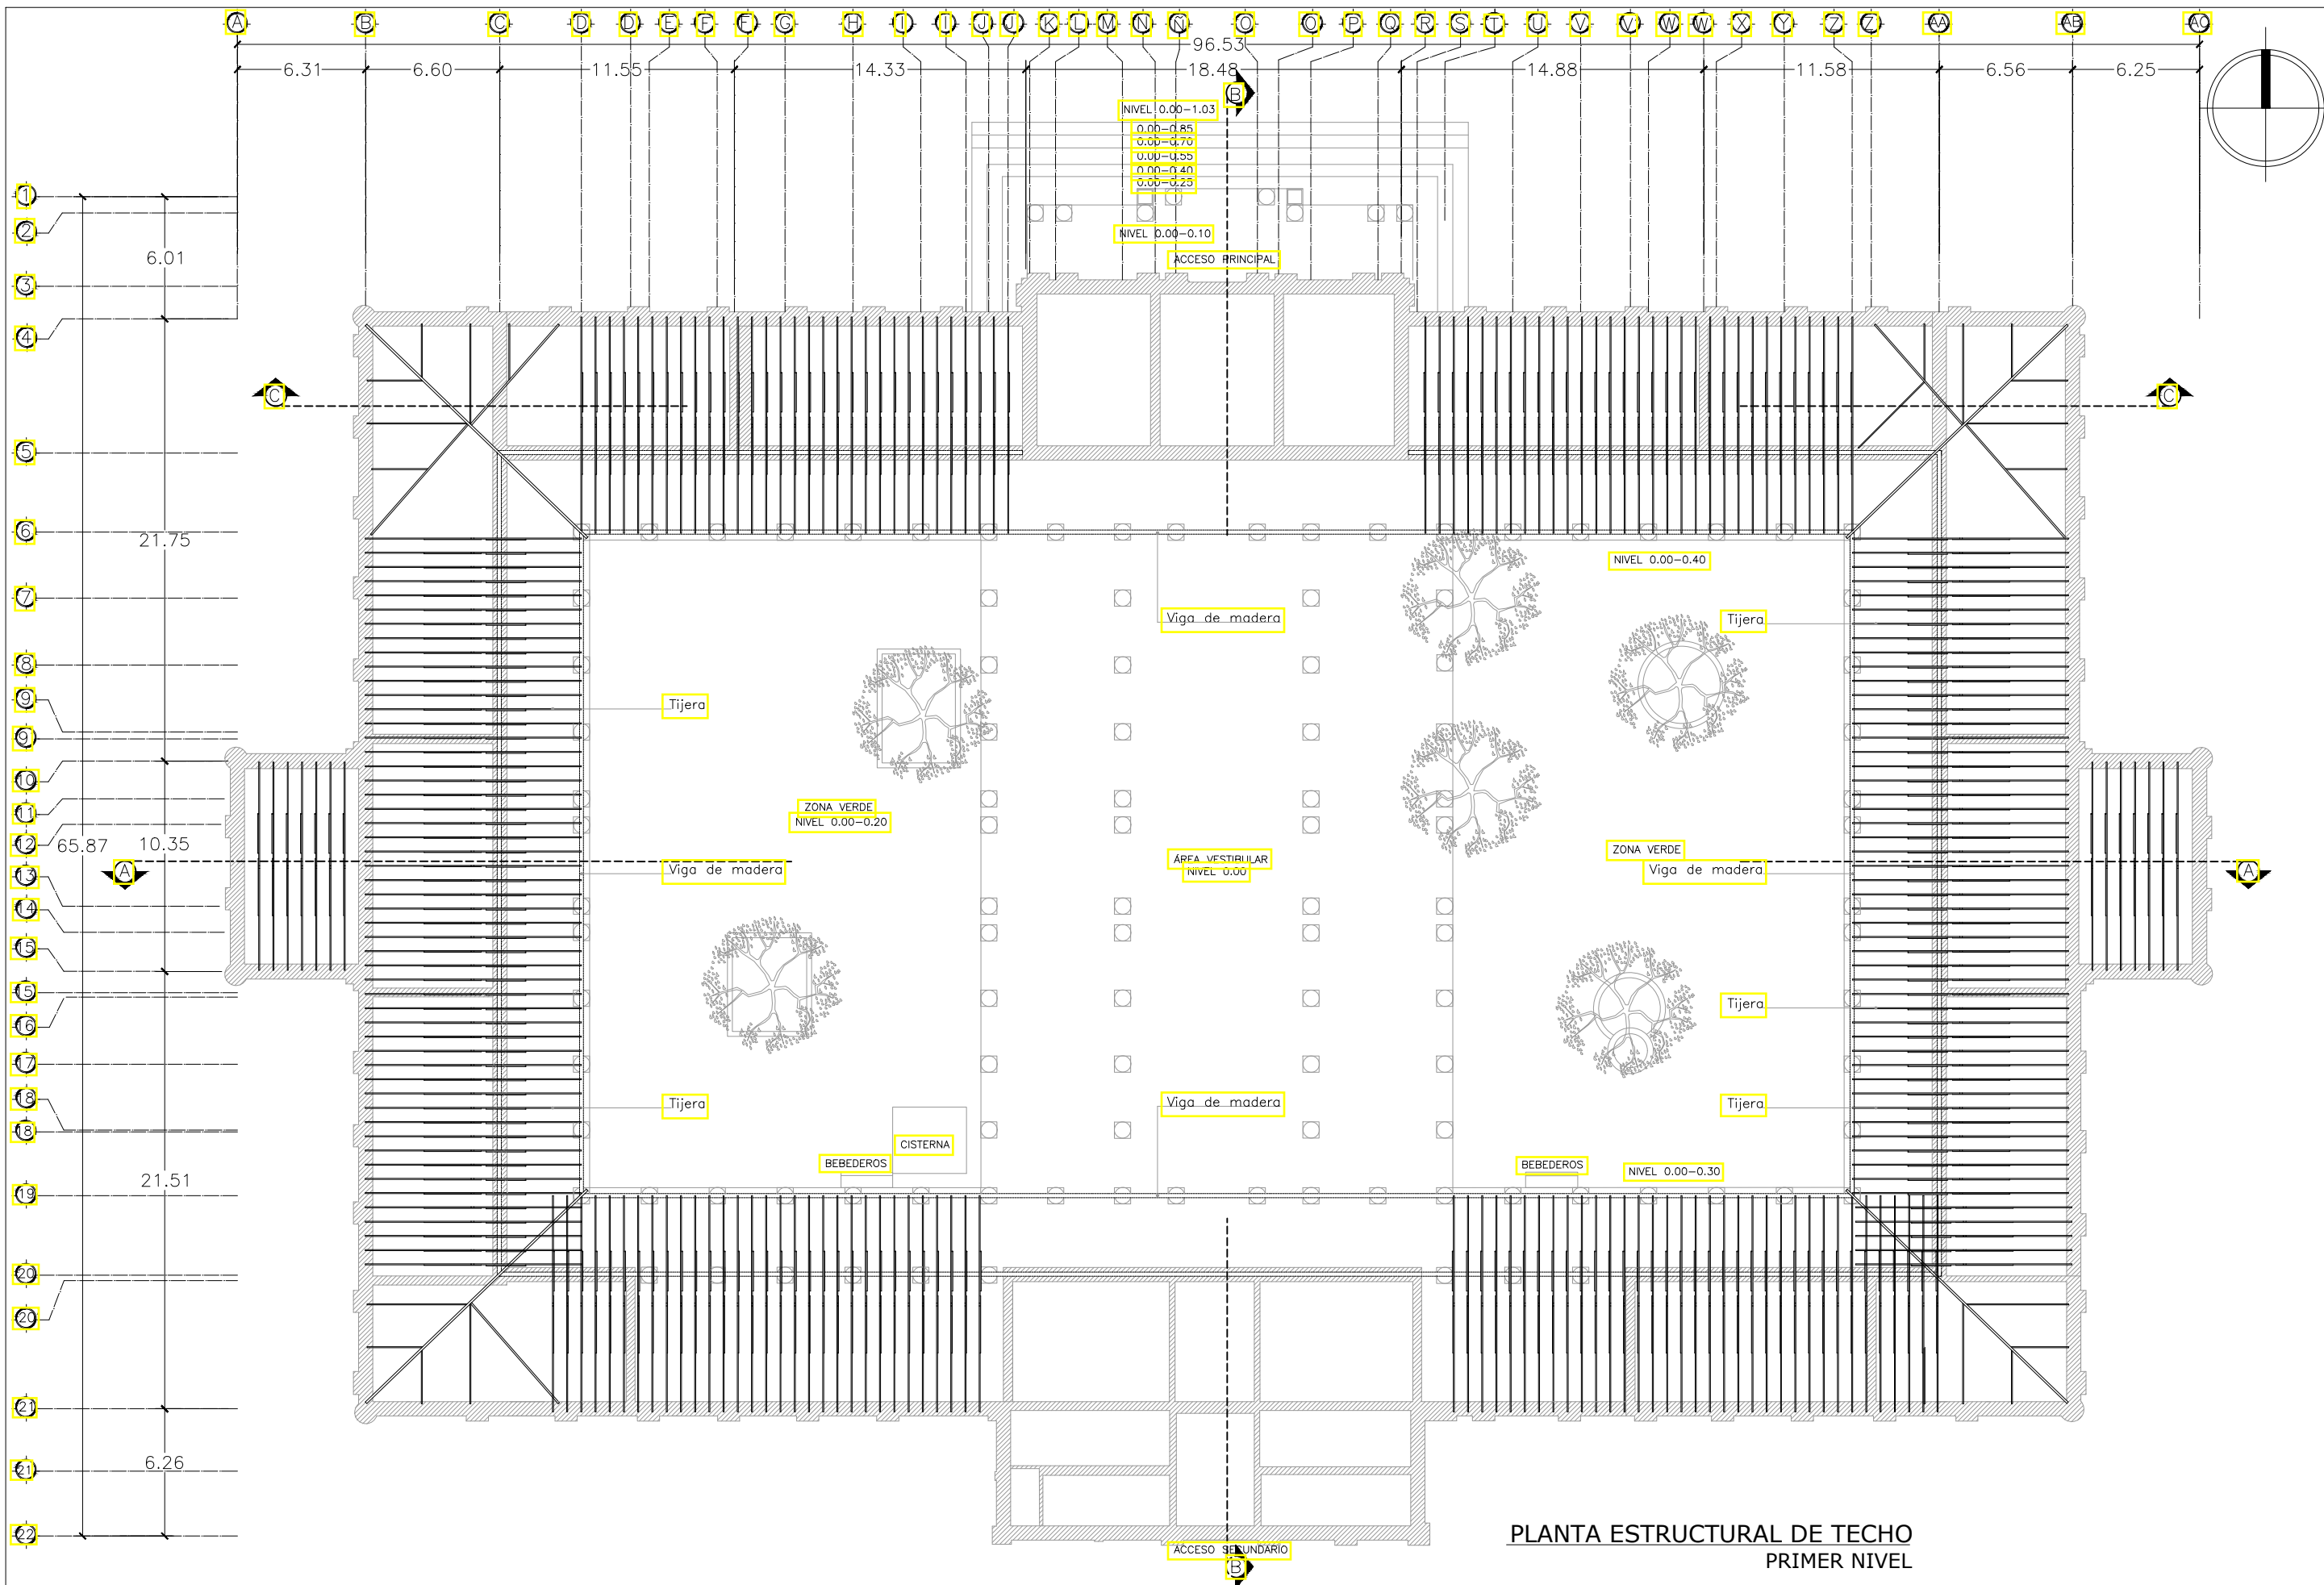 A B C D D E F F G H I I J J K L M N Ñ O O P Q R S T U V V W W X Y Z Z AA AB AC
96.53
6.31 6.60 11.55 14.33 18.48 14.88 11.58 6.56 6.25
B
NIVEL 0.00-1.03
0.00-0.85
0.00-0.70
0.00-0.55
0.00-0.40
0.00-0.25
1
2
NIVEL 0.00-0.10
6.01
ACCESO PRINCIPAL
3
4
C C
5
6
21.75
NIVEL 0.00-0.40
7
Viga de madera Tijera
8
9
Tijera
9
10
ZONA VERDE
11
NIVEL 0.00-0.20
12 65.87 10.35
ZONA VERDE
ÁREA VESTIBULAR
NIVEL 0.00
A Viga de madera Viga de madera A
13
14
15
15
Tijera
16
17
18 Tijera Viga de madera Tijera
18
CISTERNA
BEBEDEROS BEBEDEROS
NIVEL 0.00-0.30
21.51
19
20
20
21
6.26
21
22
PLANTA ESTRUCTURAL DE TECHO
ACCESO SECUNDARIO
PRIMER NIVEL
B